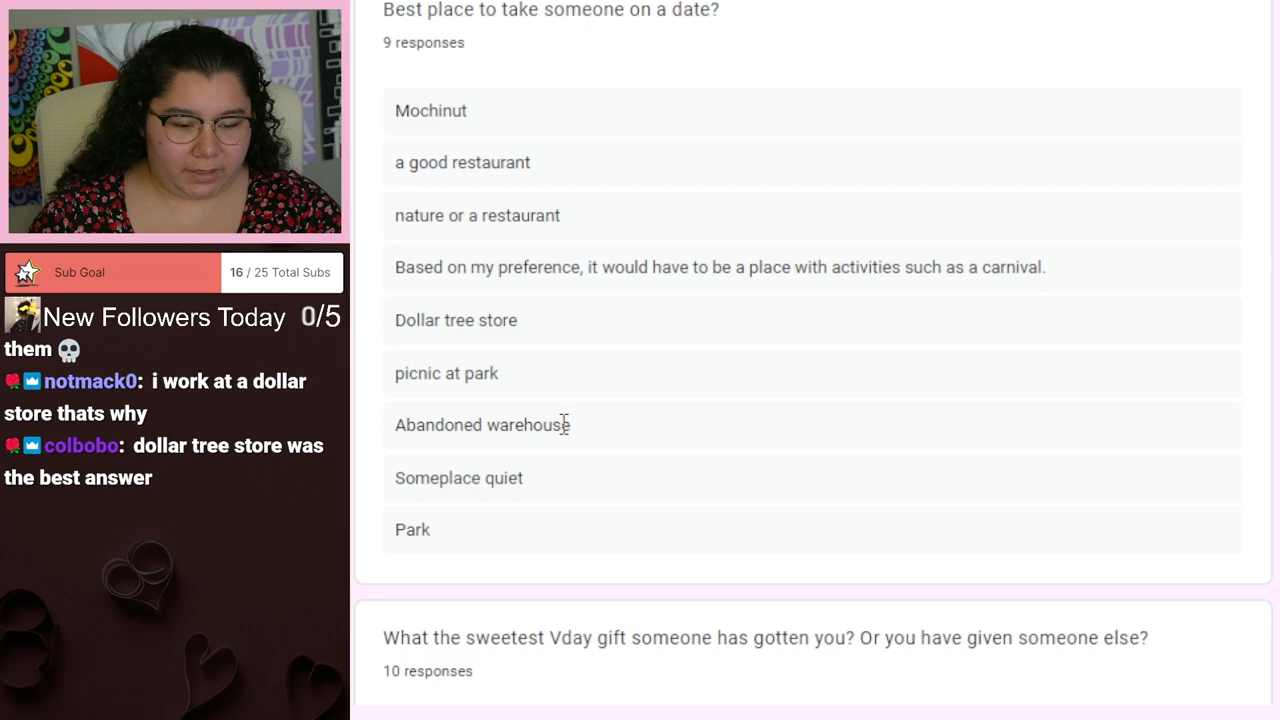 Best place to take someone on a date?
9 responses
Mochinut
a good restaurant
nature or a restaurant
Based on my preference, it would have to be a place with activities such as a carnival.
Dollar tree store
picnic at park
Abandoned warehouse
Someplace quiet
Park
What the sweetest Vday gift someone has gotten you? Or you have given someone else?
10 responses
Sub Goal
16 / 25 Total Subs
New Followers Today 0/5
them 💀
notmack0: i work at a dollar
store thats why
colbobo: dollar tree store was
the best answer